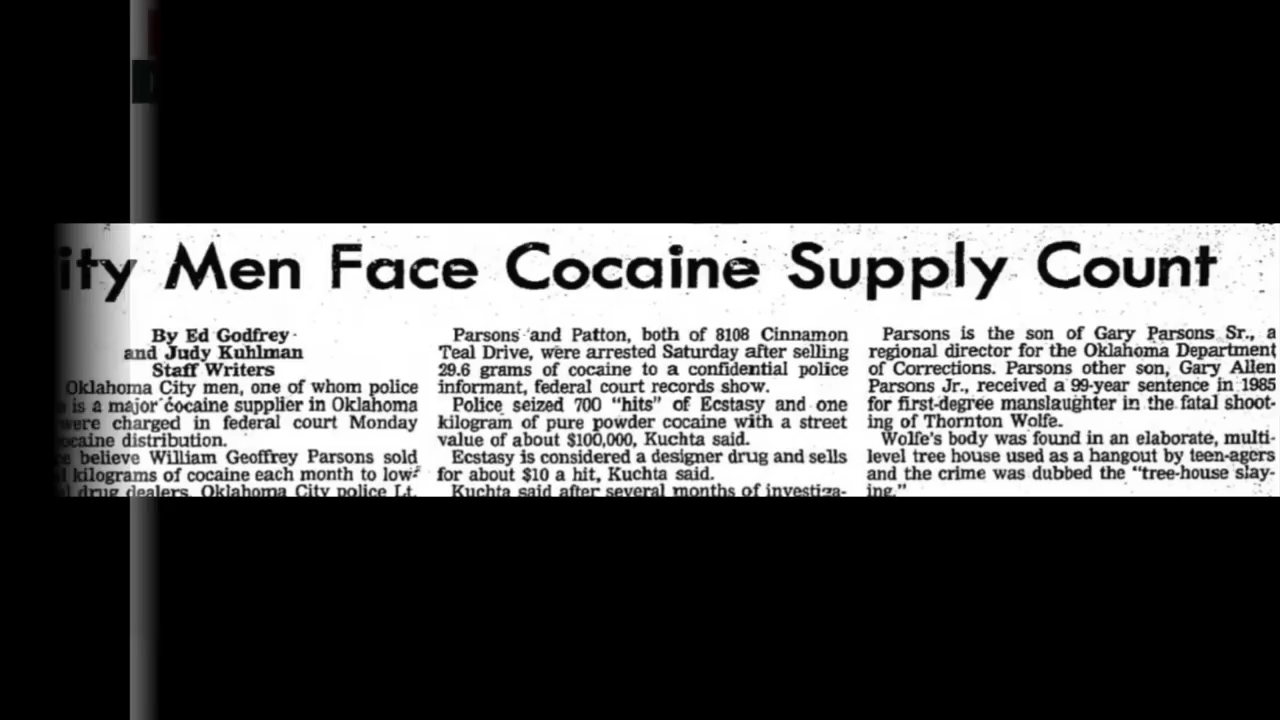 ity Men Face Cocaine Supply Count
By Ed Godfrey
and Judy Kuhlman
Staff Writers
Oklahoma City men, one of whom police
is a major cocaine supplier in Oklahoma
were charged in federal court Monday
ocaine distribution.
believe William Geoffrey Parsons sold
kilograms of cocaine each month to low-
drug dealers, Oklahoma City police Lt.
Parsons and Patton, both of 8108 Cinnamon
Teal Drive, were arrested Saturday after selling
29.6 grams of cocaine to a confidential police
informant, federal court records show.
Police seized 700 "hits" of Ecstasy and one
kilogram of pure powder cocaine with a street
value of about $100,000, Kuchta said.
Ecstasy is considered a designer drug and sells
for about $10 a hit, Kuchta said.
Kuchta said after several months of investiga-
Parsons is the son of Gary Parsons Sr., a
regional director for the Oklahoma Department
of Corrections. Parsons other son, Gary Allen
Parsons Jr., received a 99-year sentence in 1985
for first-degree manslaughter in the fatal shoot-
ing of Thornton Wolfe.
Wolfe's body was found in an elaborate, multi-
level tree house used as a hangout by teen-agers
and the crime was dubbed the "tree-house slay-
ing."